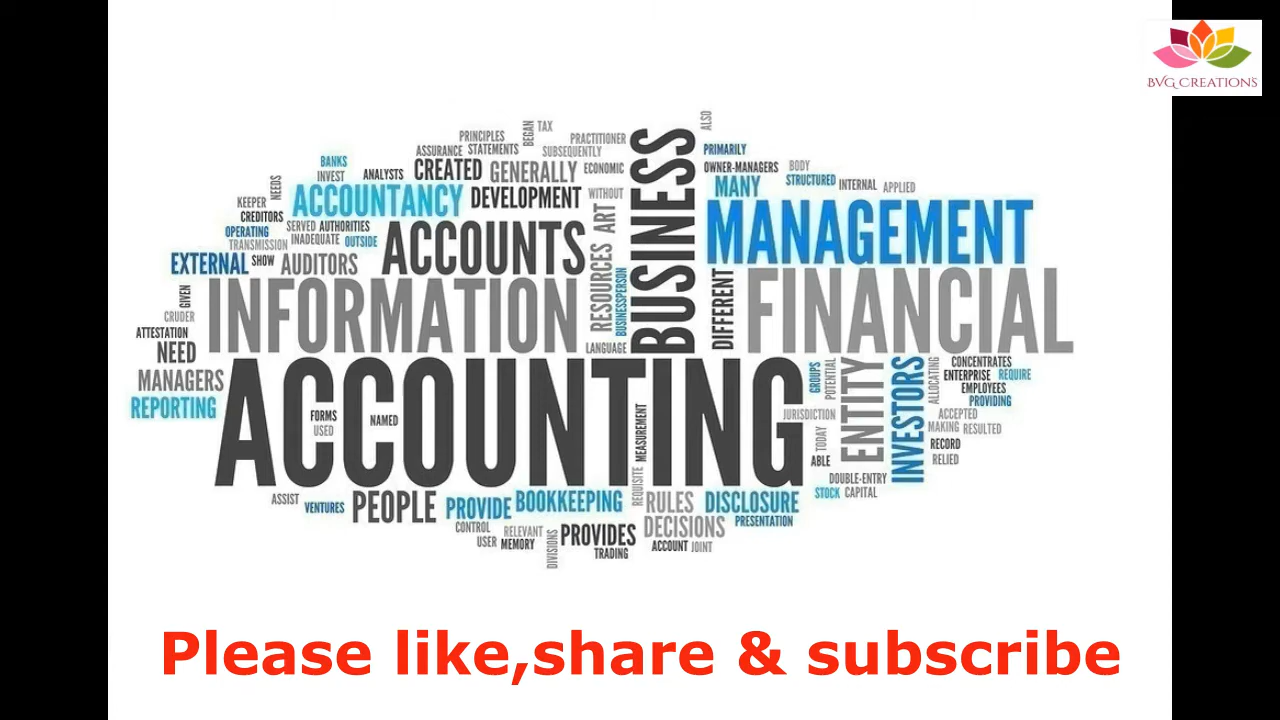 BVG CREATIONS
ALSO
BEGAN
TAX
PRINCIPLES
PRACTITIONER
ASSURANCE
STATEMENTS
SUBSEQUENTLY
PRIMARILY
BANKS
INVEST
ANALYSTS
CREATED
GENERALLY
ECONOMIC
BUSINESS
OWNER-MANAGERS
BODY
NEEDS
ACCOUNTANCY
DEVELOPMENT
WITHOUT
MANY
STRUCTURED
INTERNAL
APPLIED
KEEPER
CREDITORS
SERVED
AUTHORITIES
ART
MANAGEMENT
OPERATING
INADEQUATE
OUTSIDE
ACCOUNTS
TRANSMISSION
EXTERNAL
SHOW
AUDITORS
RESOURCES
BUSINESSPERSON
DIFFERENT
FINANCIAL
GIVEN
CRUDER
INFORMATION
ATTESTATION
NEED
LANGUAGE
MANAGERS
REPORTING
ACCOUNTING
FORMS
USED
NAMED
MEASUREMENT
GROUPS
POTENTIAL
ENTITY
INVESTORS
ALLOCATING
CONCENTRATES
ENTERPRISE
REQUIRE
EMPLOYEES
PROVIDING
JURISDICTION
ACCEPTED
MAKING
RESULTED
TODAY
RECORD
ABLE
RELIED
DOUBLE-ENTRY
STOCK
CAPITAL
ASSIST
VENTURES
PEOPLE
PROVIDE
BOOKKEEPING
REQUISITE
RULES
DISCLOSURE
CONTROL
RELEVANT
PROVIDES
DECISIONS
PRESENTATION
USER
MEMORY
DIVISIONS
TRADING
ACCOUNT
JOINT
Please like,share & subscribe